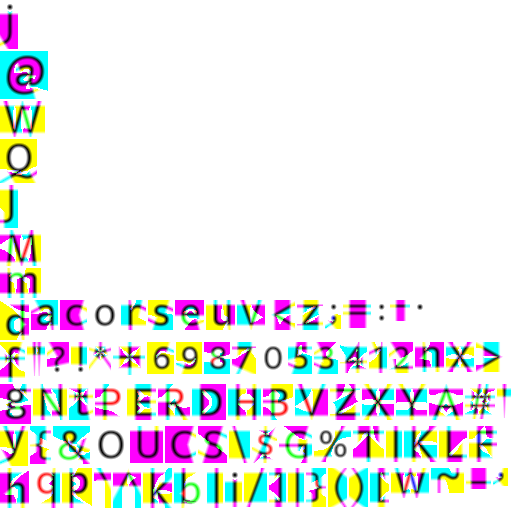 j
@
W
Q
J
M
m
d a c o r s e u v < z ; = : ! ·
f " ? ! * + 6 9 8 7 0 5 3 4 1 2 n x >
g N t P E R D H B V Z X Y A # '
y { & O U C S \ $ G % T I K L F
h q p ^ k b l i / ] | } ( ) [ w ~ - ,